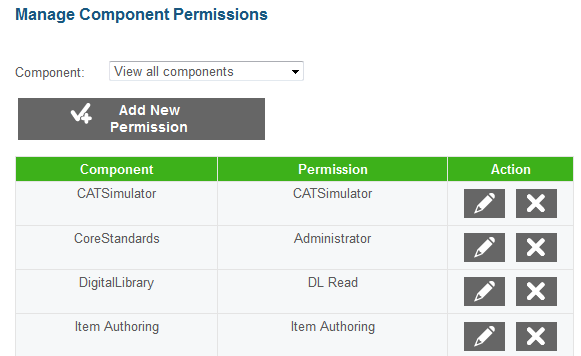 Manage Component Permissions
Component: View all components
Add New
Permission
Component Permission Action
CATSimulator CATSimulator
CoreStandards Administrator
DigitalLibrary DL Read
Item Authoring Item Authoring